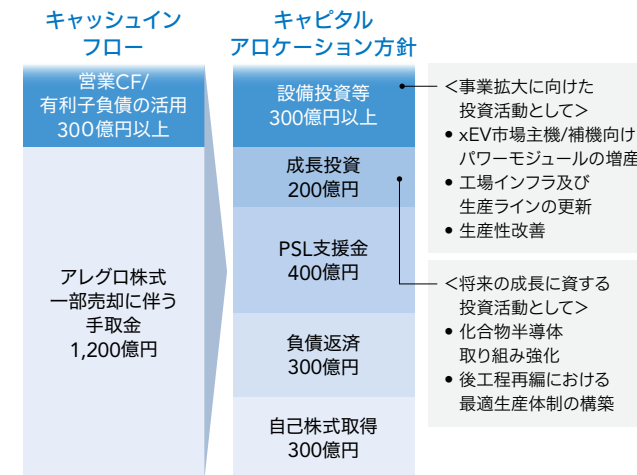 キャッシュイン
フロー
営業CF/
有利子負債の活用
300億円以上
アレグロ株式
一部売却に伴う
手取金
1,200億円
キャピタル
アロケーション方針
設備投資等
300億円以上
成長投資
200億円
PSL支援金
400億円
負債返済
300億円
自己株式取得
300億円
＜事業拡大に向けた
投資活動として＞
• xEV市場主機/補機向け
パワーモジュールの増産
• 工場インフラ及び
生産ラインの更新
• 生産性改善
＜将来の成長に資する
投資活動として＞
• 化合物半導体
取り組み強化
• 後工程再編における
最適生産体制の構築